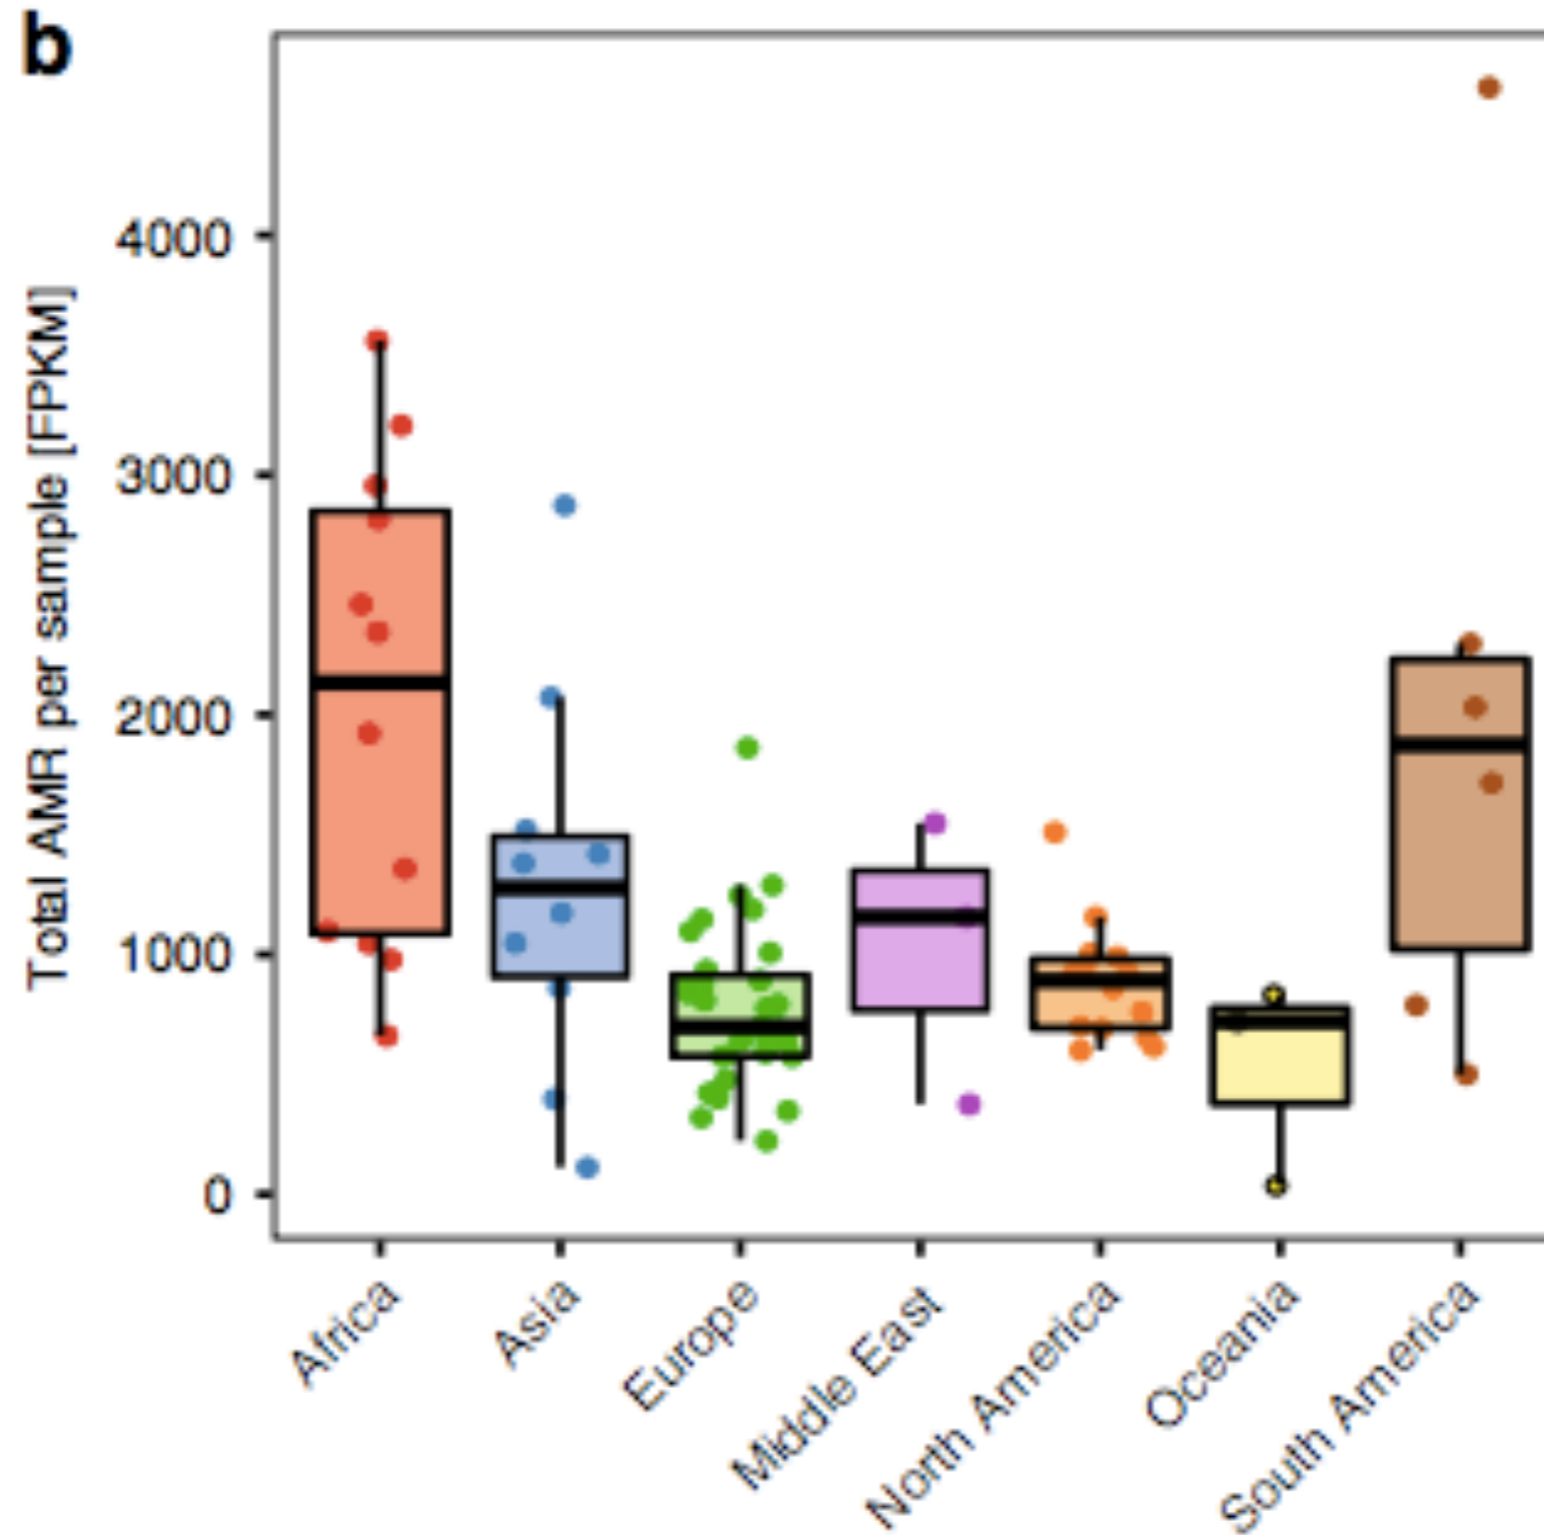 b
Total AMR per sample [FPKM]
4000
3000
2000
1000
0
Africa
Asia
Europe
Middle East
North America
Oceania
South America